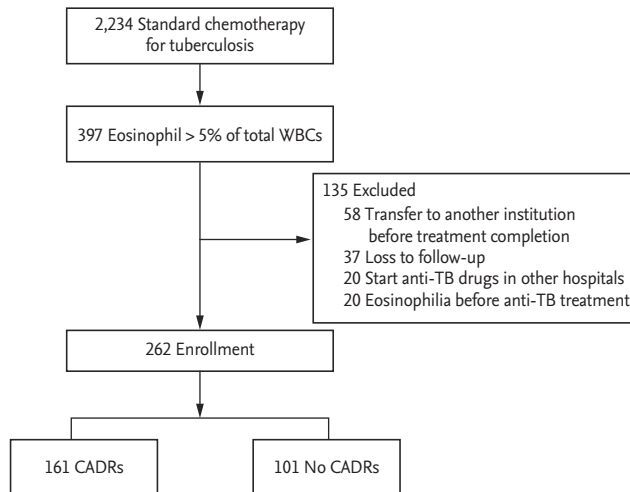 2,234 Standard chemotherapy
for tuberculosis
397 Eosinophil > 5% of total WBCs
135 Excluded
58 Transfer to another institution
before treatment completion
37 Loss to follow-up
20 Start anti-TB drugs in other hospitals
20 Eosinophilia before anti-TB treatment
262 Enrollment
161 CADRs
101 No CADRs